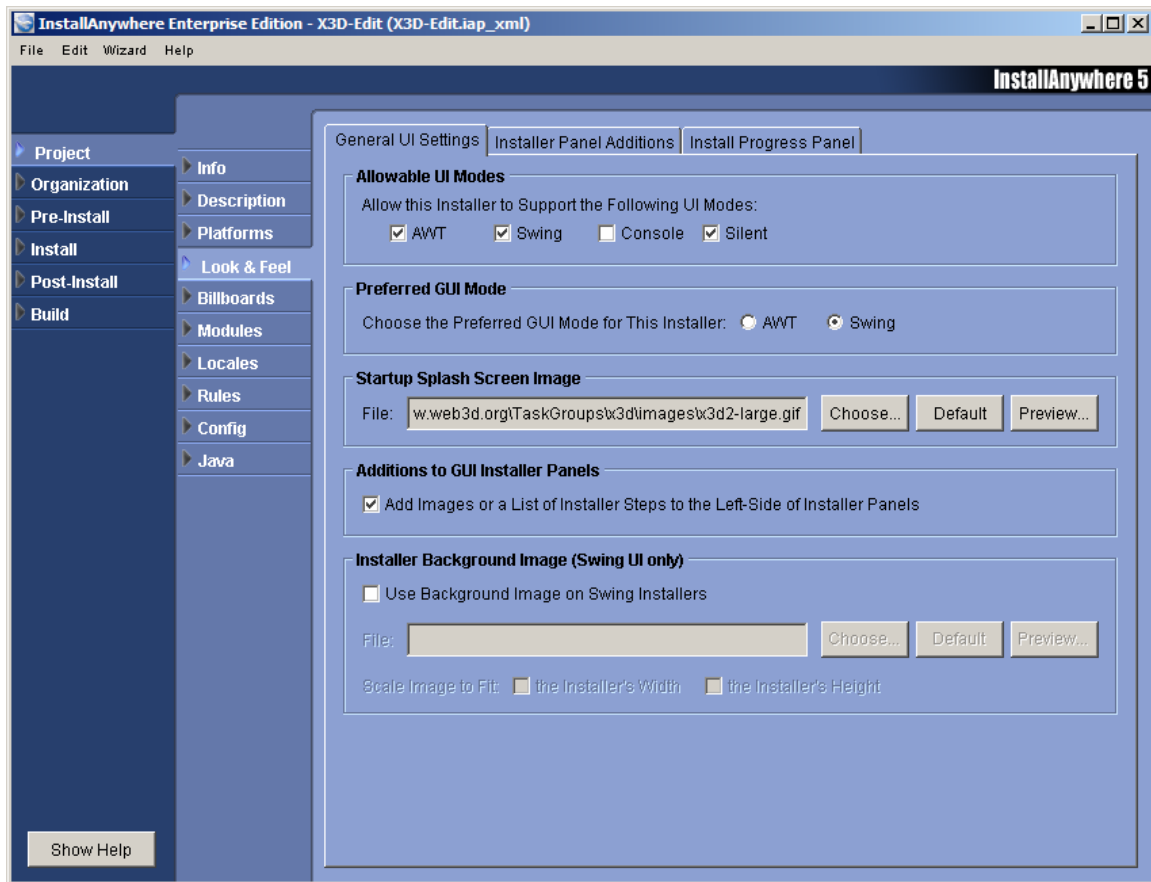 InstallAnywhere Enterprise Edition - X3D-Edit (X3D-Edit.iap_xml)
File Edit Wizard Help
InstallAnywhere 5
Project
Organization
Pre-Install
Install
Post-Install
Build
Show Help
Info
Description
Platforms
Look & Feel
Billboards
Modules
Locales
Rules
Config
Java
General UI Settings Installer Panel Additions Install Progress Panel
Allowable UI Modes
Allow this Installer to Support the Following UI Modes:
AWT Swing Console Silent
Preferred GUI Mode
Choose the Preferred GUI Mode for This Installer: AWT Swing
Startup Splash Screen Image
File: w.web3d.org\TaskGroups\x3d\images\x3d2-large.gif Choose... Default Preview...
Additions to GUI Installer Panels
Add Images or a List of Installer Steps to the Left-Side of Installer Panels
Installer Background Image (Swing UI only)
Use Background Image on Swing Installers
File: Choose... Default Preview...
Scale Image to Fit: the Installer's Width the Installer's Height